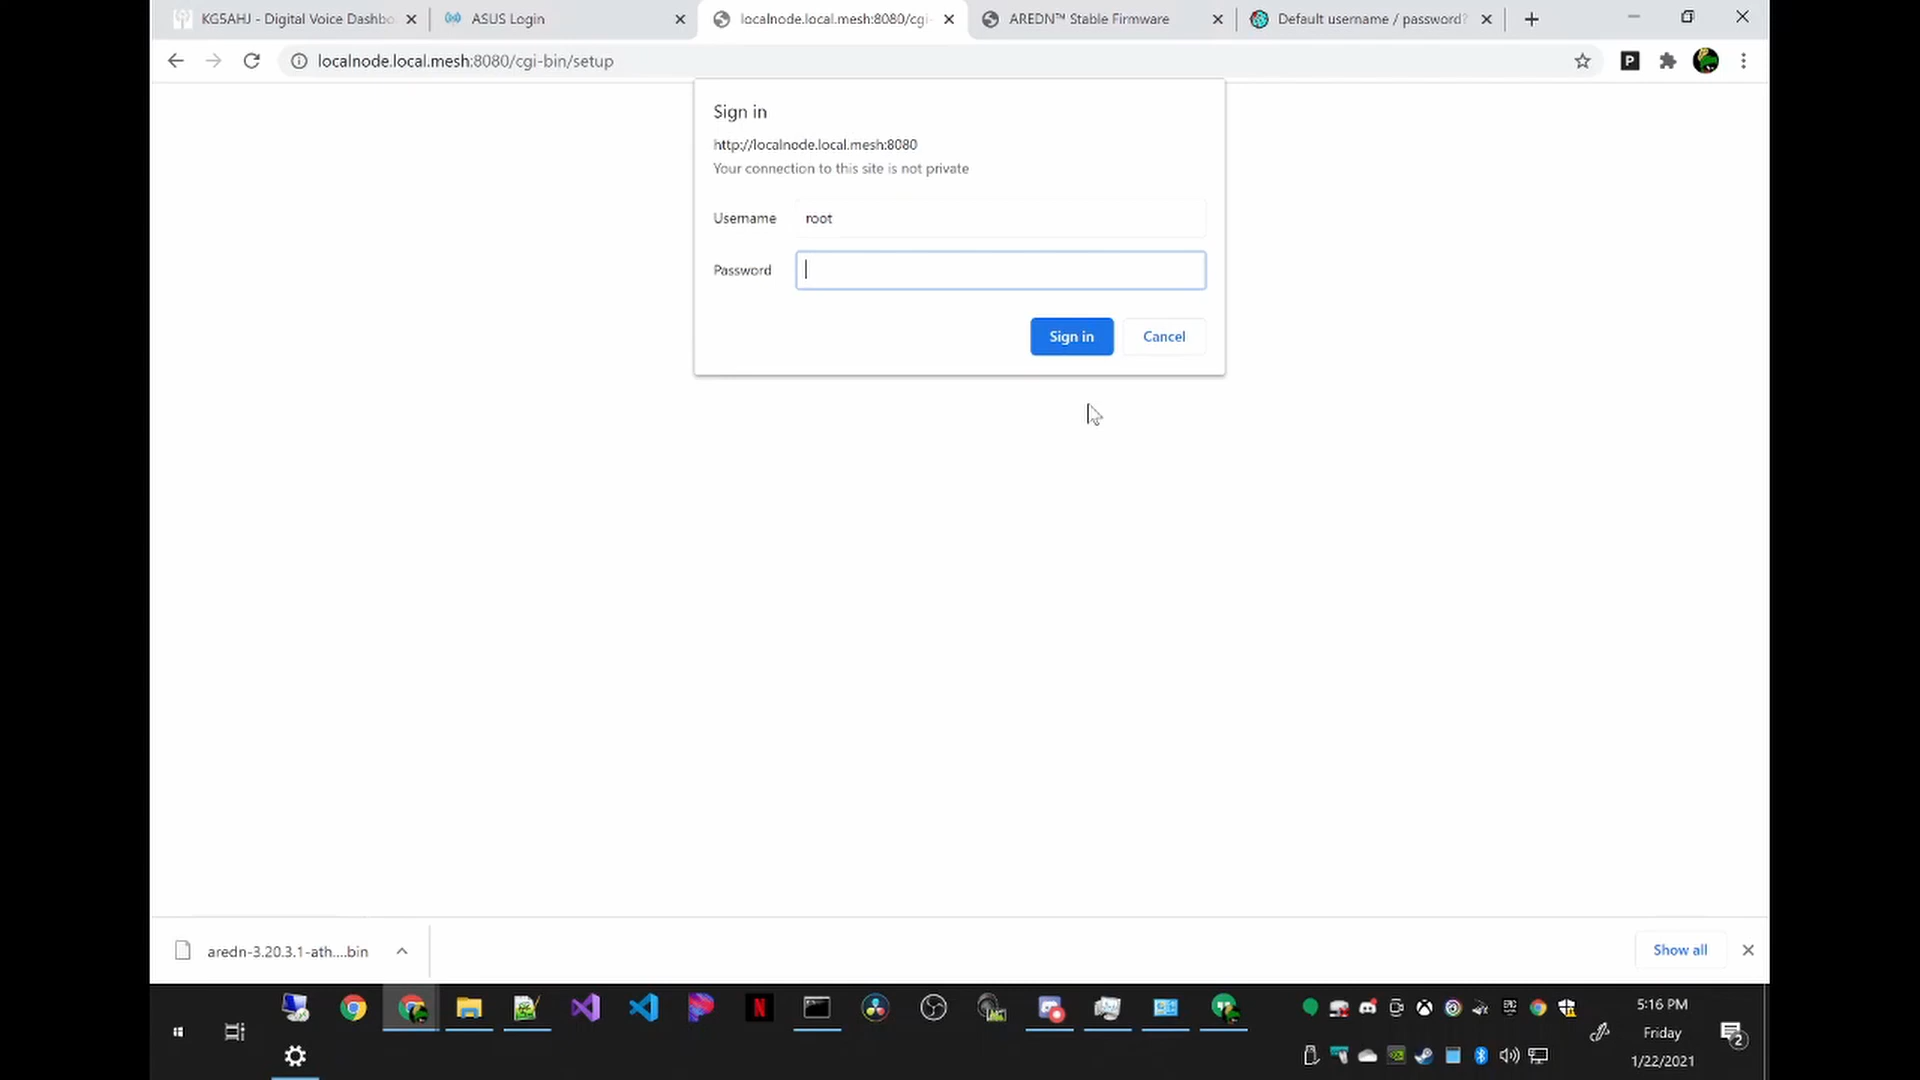 KG5AHJ - Digital Voice Dashbo
ASUS Login
localnode.local.mesh:8080/cgi-
AREDN™ Stable Firmware
Default username / password?
localnode.local.mesh:8080/cgi-bin/setup
P
Sign in
http://localnode.local.mesh:8080
Your connection to this site is not private
Username root
Password
Sign in Cancel
aredn-3.20.3.1-ath....bin
Show all
N
5:16 PM
Friday
1/22/2021
2